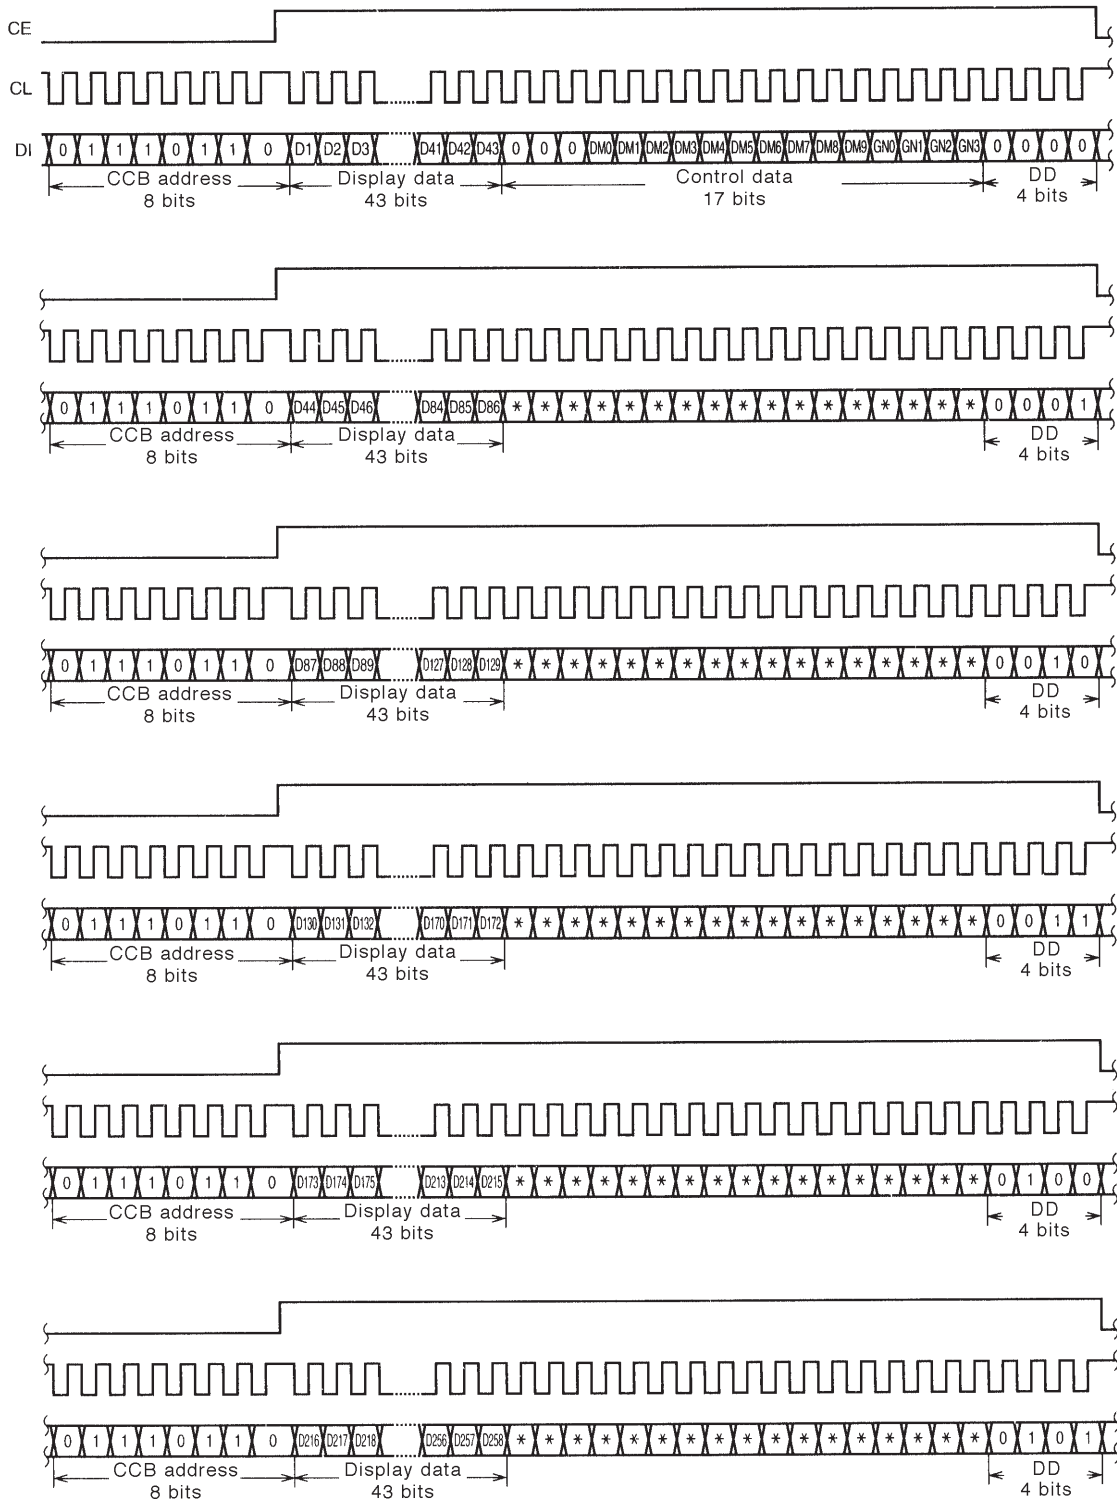 CE
CL
DI 0 1 1 1 0 1 1 0 D1 D2 D3 D41 D42 D43 0 0 0 DM0 DM1 DM2 DM3 DM4 DM5 DM6 DM7 DM8 DM9 GN0 GN1 GN2 GN3 0 0 0 0
CCB address Display data Control data DD
8 bits 43 bits 17 bits 4 bits
0 1 1 1 0 1 1 0 D44 D45 D46 D84 D85 D86 * * * * * * * * * * * * * * * * * 0 0 0 1
CCB address Display data DD
8 bits 43 bits 4 bits
0 1 1 1 0 1 1 0 D87 D88 D89 D127 D128 D129 * * * * * * * * * * * * * * * * * 0 0 1 0
CCB address Display data DD
8 bits 43 bits 4 bits
0 1 1 1 0 1 1 0 D130 D131 D132 D170 D171 D172 * * * * * * * * * * * * * * * * * 0 0 1 1
CCB address Display data DD
8 bits 43 bits 4 bits
0 1 1 1 0 1 1 0 D173 D174 D175 D213 D214 D215 * * * * * * * * * * * * * * * * * 0 1 0 0
CCB address Display data DD
8 bits 43 bits 4 bits
0 1 1 1 0 1 1 0 D216 D217 D218 D256 D257 D258 * * * * * * * * * * * * * * * * * 0 1 0 1
CCB address Display data DD
8 bits 43 bits 4 bits